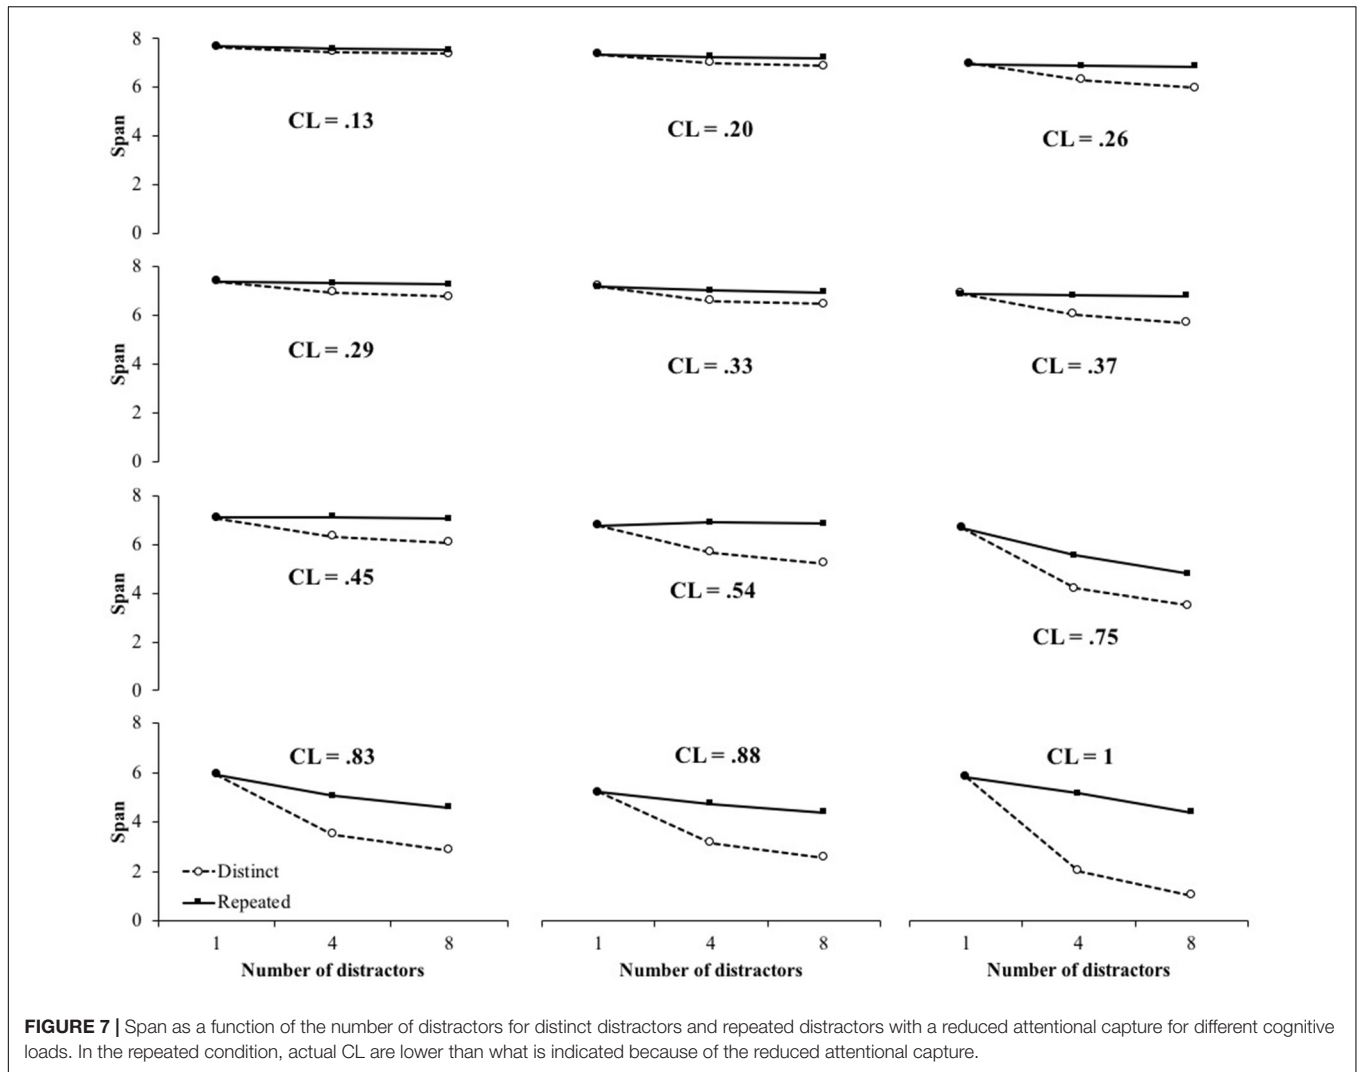 8
6
4
2
0
Span
CL = .13
CL = .20
CL = .26
8
6
4
2
0
Span
CL = .29
CL = .33
CL = .37
8
6
4
2
0
Span
CL = .45
CL = .54
CL = .75
8
6
4
2
0
Span
CL = .83
CL = .88
CL = 1
Distinct
Repeated
1 4 8
1 4 8
1 4 8
Number of distractors
Number of distractors
Number of distractors
FIGURE 7 | Span as a function of the number of distractors for distinct distractors and repeated distractors with a reduced attentional capture for different cognitive
loads. In the repeated condition, actual CL are lower than what is indicated because of the reduced attentional capture.